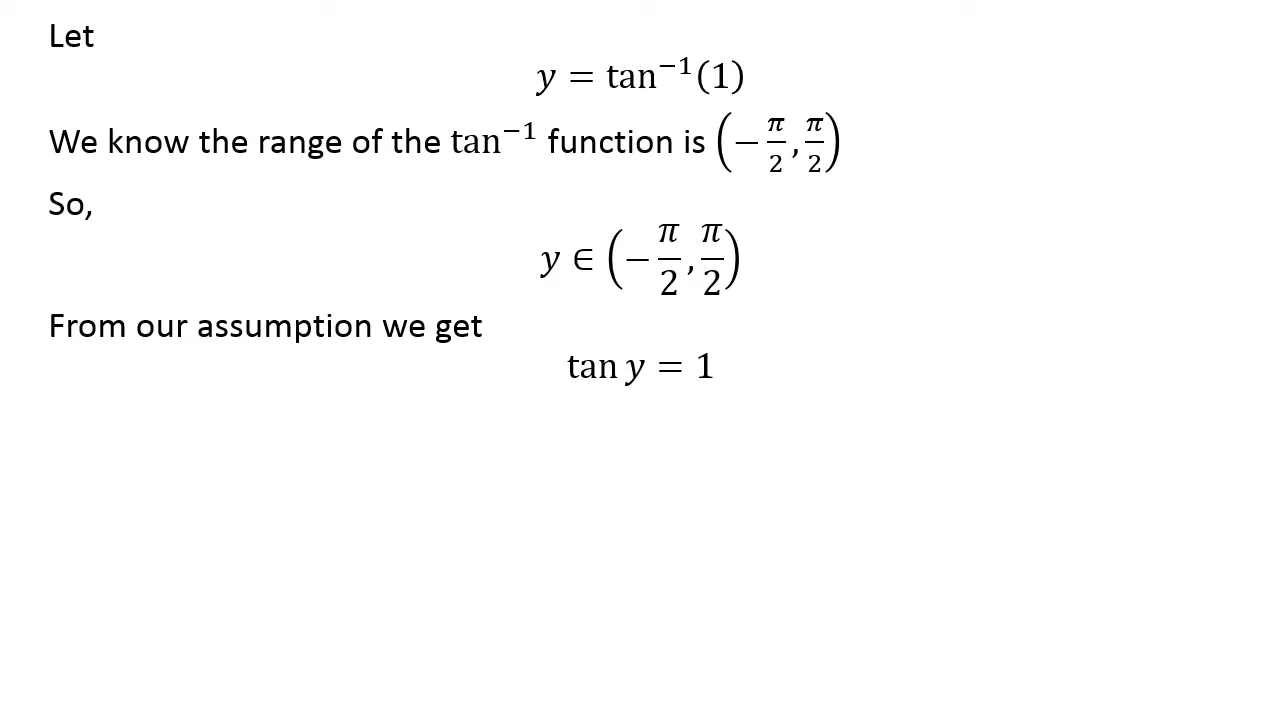 Let
y = tan⁻¹(1)
We know the range of the tan⁻¹ function is (−π/2, π/2)
So,
y ∈ (−π/2, π/2)
From our assumption we get
tan y = 1